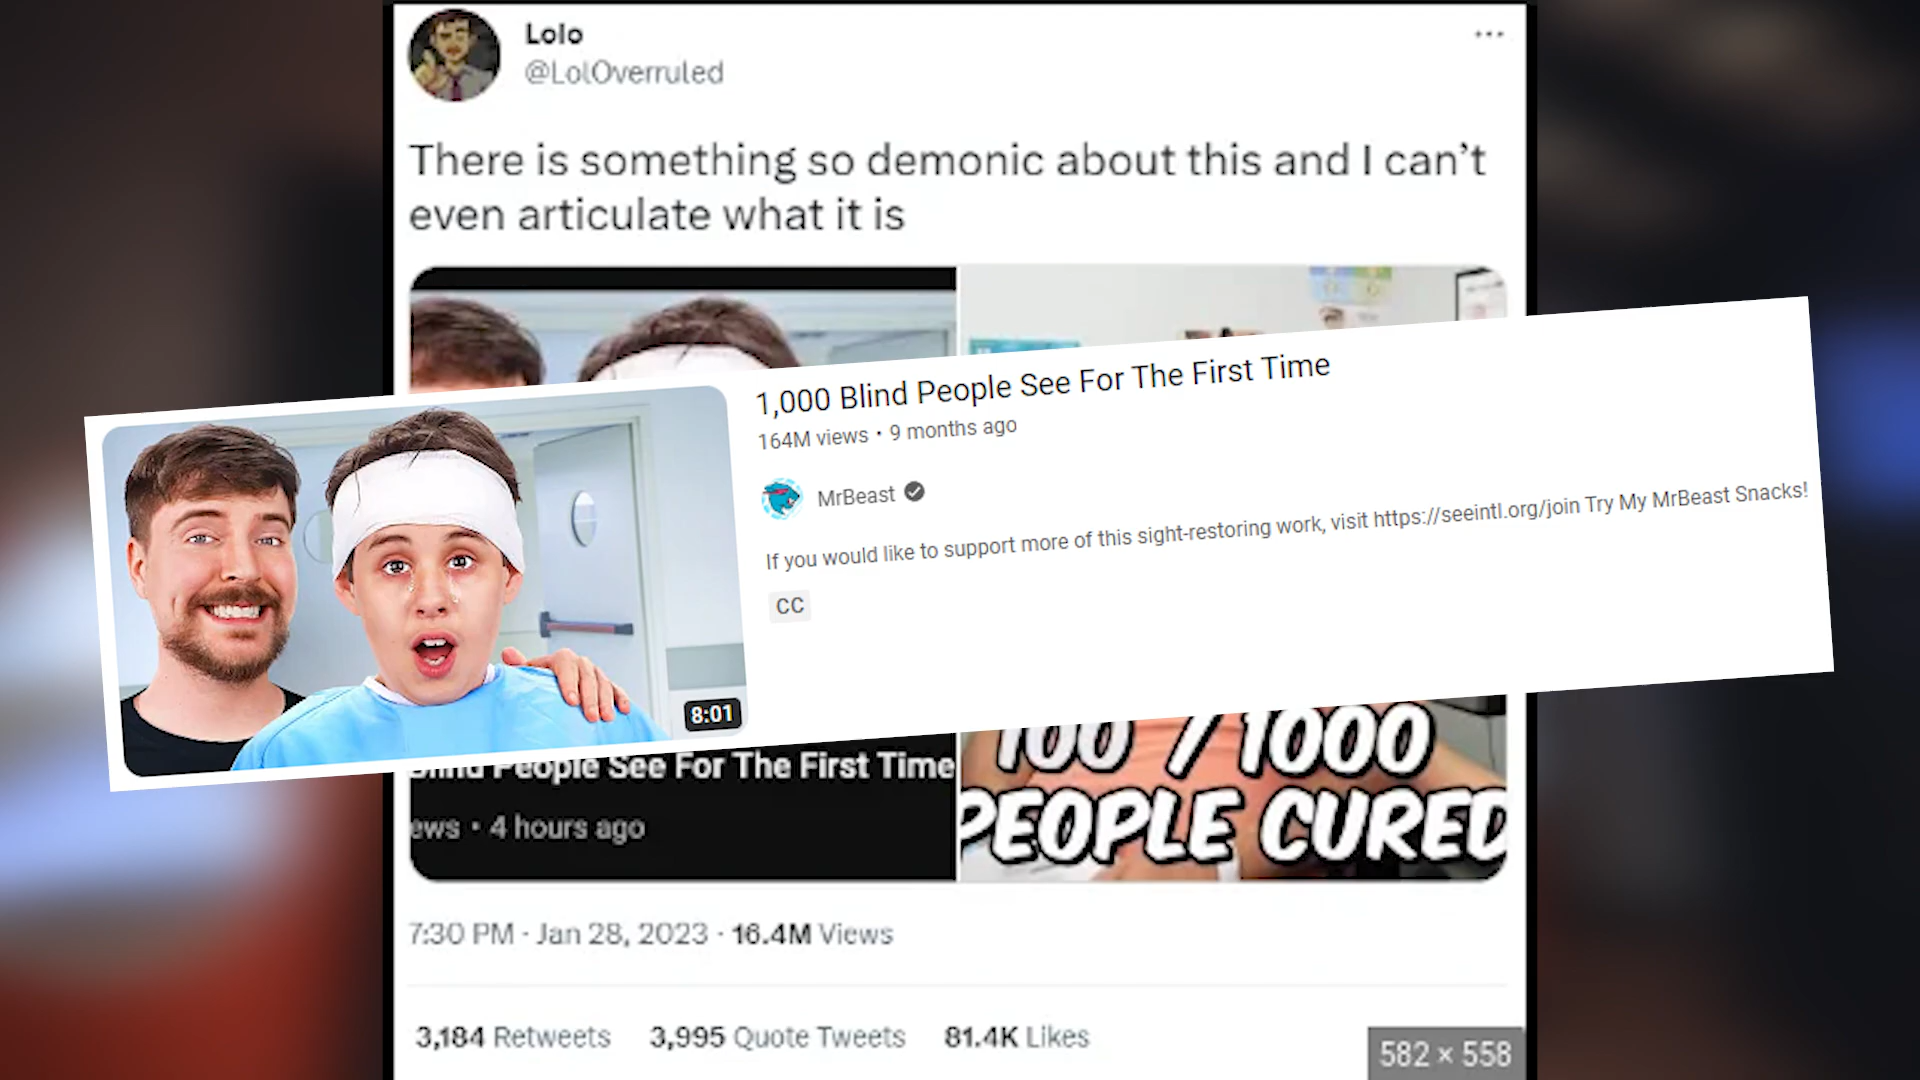 Lolo
@LolOverruled
There is something so demonic about this and I can’t
even articulate what it is
1,000 Blind People See For The First Time
164M views • 9 months ago
MrBeast
If you would like to support more of this sight-restoring work, visit https://seeintl.org/join Try My MrBeast Snacks!
CC
8:01
Blind People See For The First Time
ews • 4 hours ago
100 / 1000
PEOPLE CURED
7:30 PM · Jan 28, 2023 · 16.4M Views
3,184 Retweets 3,995 Quote Tweets 81.4K Likes
582 × 558